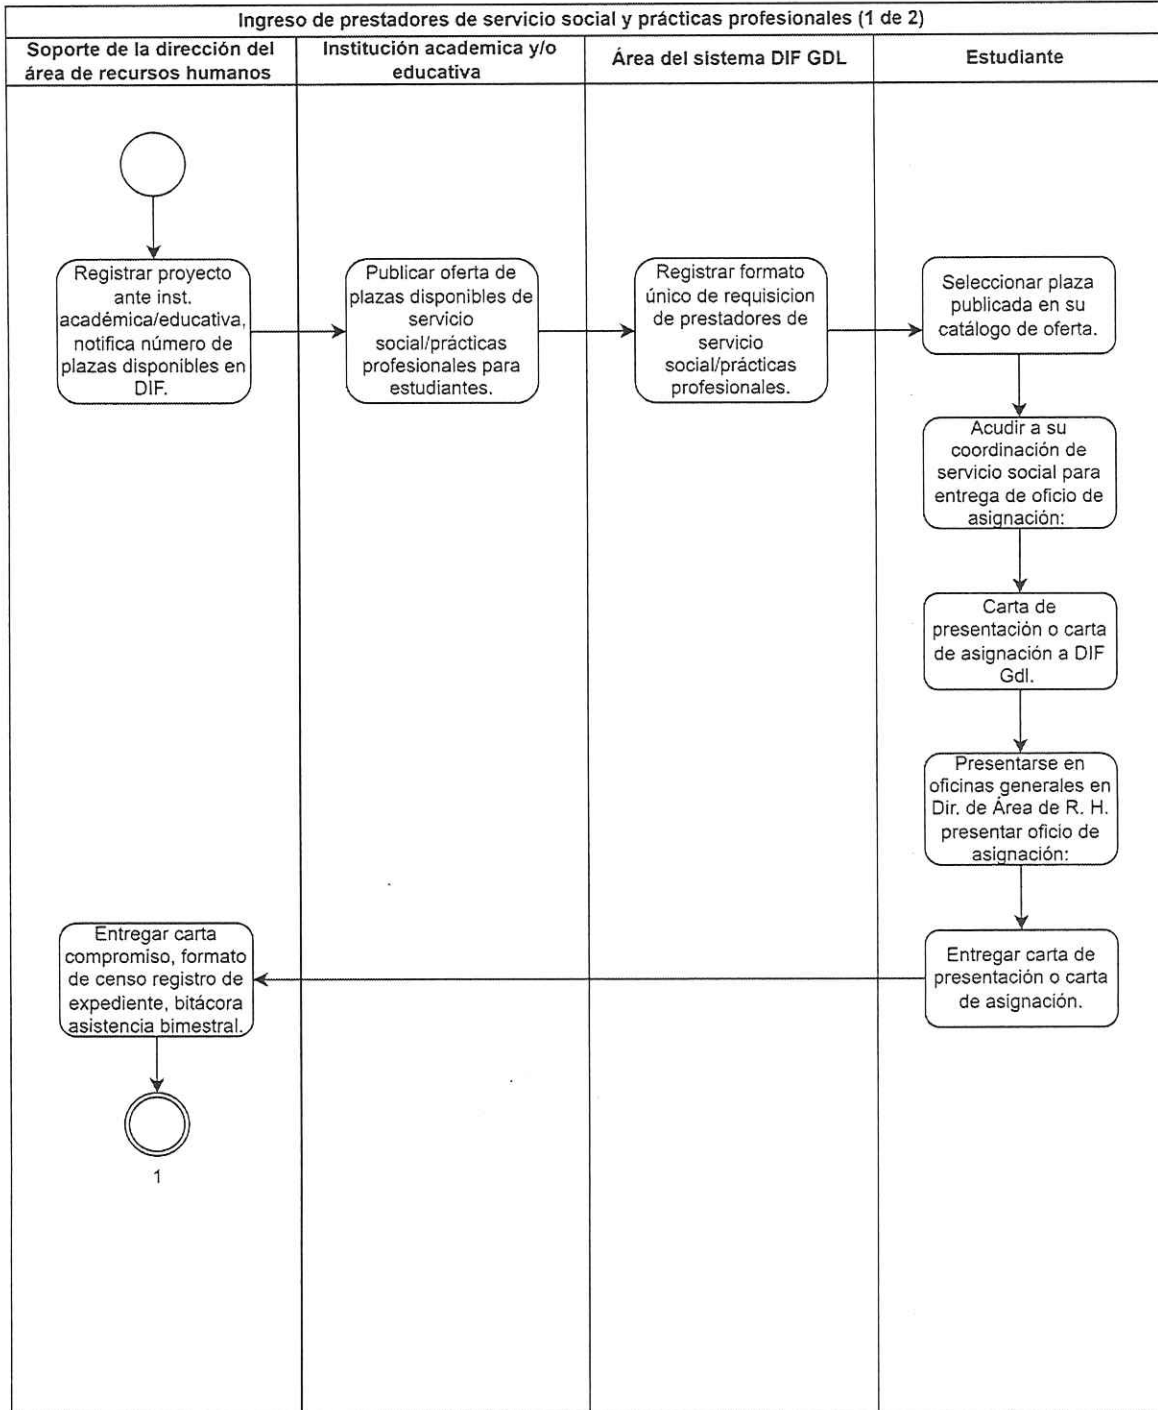 Ingreso de prestadores de servicio social y prácticas profesionales (1 de 2)
Soporte de la dirección del
área de recursos humanos
Institución academica y/o
educativa
Área del sistema DIF GDL
Estudiante
Registrar proyecto
ante inst.
académica/educativa,
notifica número de
plazas disponibles en
DIF.
Publicar oferta de
plazas disponibles de
servicio
social/prácticas
profesionales para
estudiantes.
Registrar formato
único de requisicion
de prestadores de
servicio
social/prácticas
profesionales.
Seleccionar plaza
publicada en su
catálogo de oferta.
Acudir a su
coordinación de
servicio social para
entrega de oficio de
asignación:
Carta de
presentación o carta
de asignación a DIF
Gdl.
Presentarse en
oficinas generales en
Dir. de Área de R. H.
presentar oficio de
asignación:
Entregar carta de
presentación o carta
de asignación.
Entregar carta
compromiso, formato
de censo registro de
expediente, bitácora
asistencia bimestral.
1